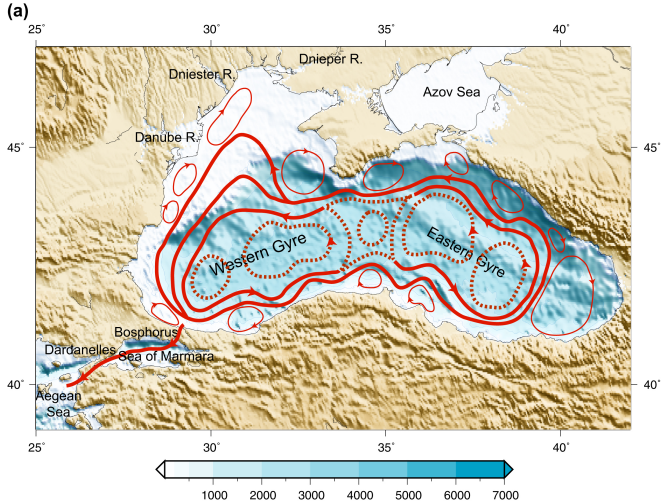 (a)
25° 30° 35° 40°
Dnieper R.
Dniester R.
Azov Sea
Danube R.
45° 45°
Western Gyre
Eastern Gyre
Bosphorus
Dardanelles
Sea of Marmara
40° 40°
Aegean
Sea
25° 30° 35° 40°
1000 2000 3000 4000 5000 6000 7000